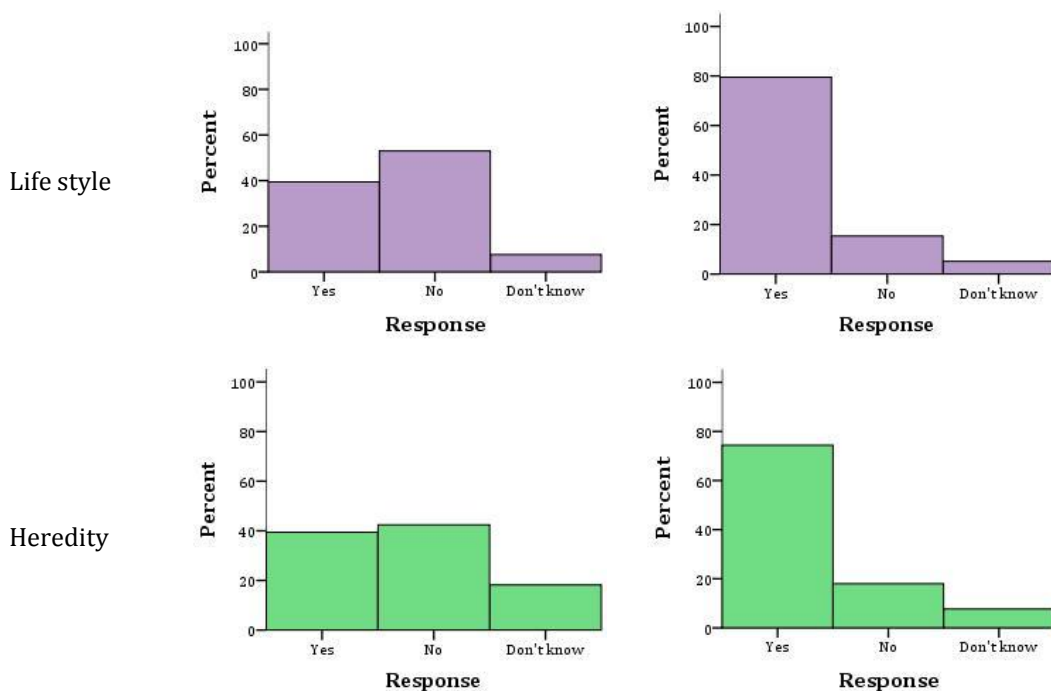 Life style
Percent
100
80
60
40
20
0
Yes No Don't know
Response
Percent
100
80
60
40
20
0
Yes No Don't know
Response
Heredity
Percent
100
80
60
40
20
0
Yes No Don't know
Response
Percent
100
80
60
40
20
0
Yes No Don't know
Response